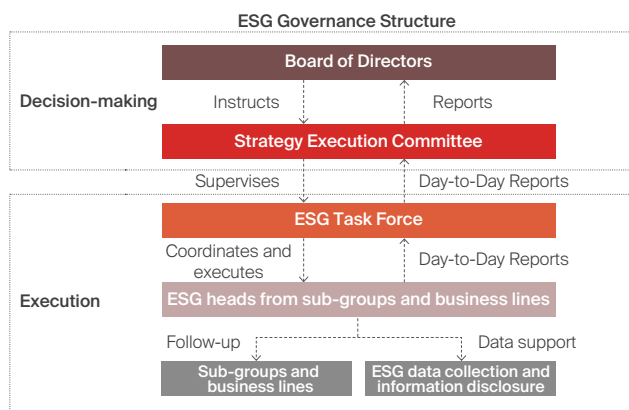 ESG Governance Structure
Board of Directors
Decision-making
Instructs
Reports
Strategy Execution Committee
Supervises
Day-to-Day Reports
ESG Task Force
Coordinates and
executes
Day-to-Day Reports
Execution
ESG heads from sub-groups and business lines
Follow-up
Data support
Sub-groups and
business lines
ESG data collection and
information disclosure